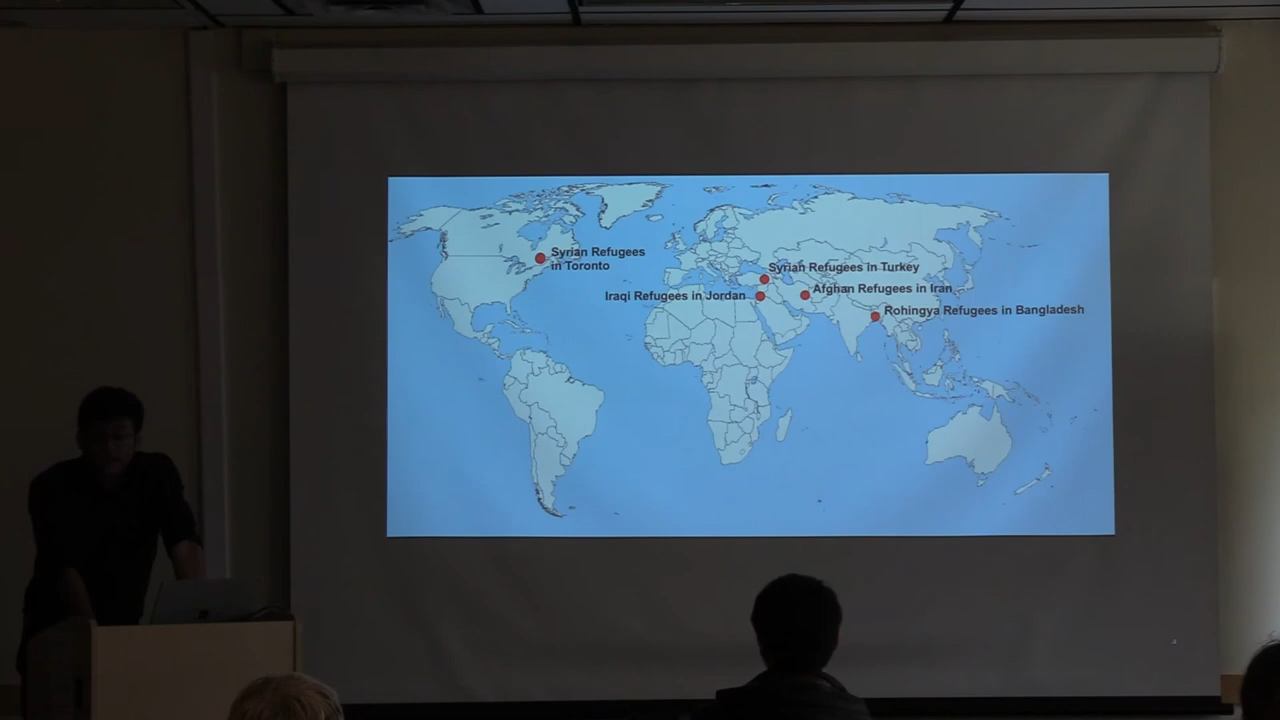 Syrian Refugees
in Toronto
Syrian Refugees in Turkey
Iraqi Refugees in Jordan
Afghan Refugees in Iran
Rohingya Refugees in Bangladesh